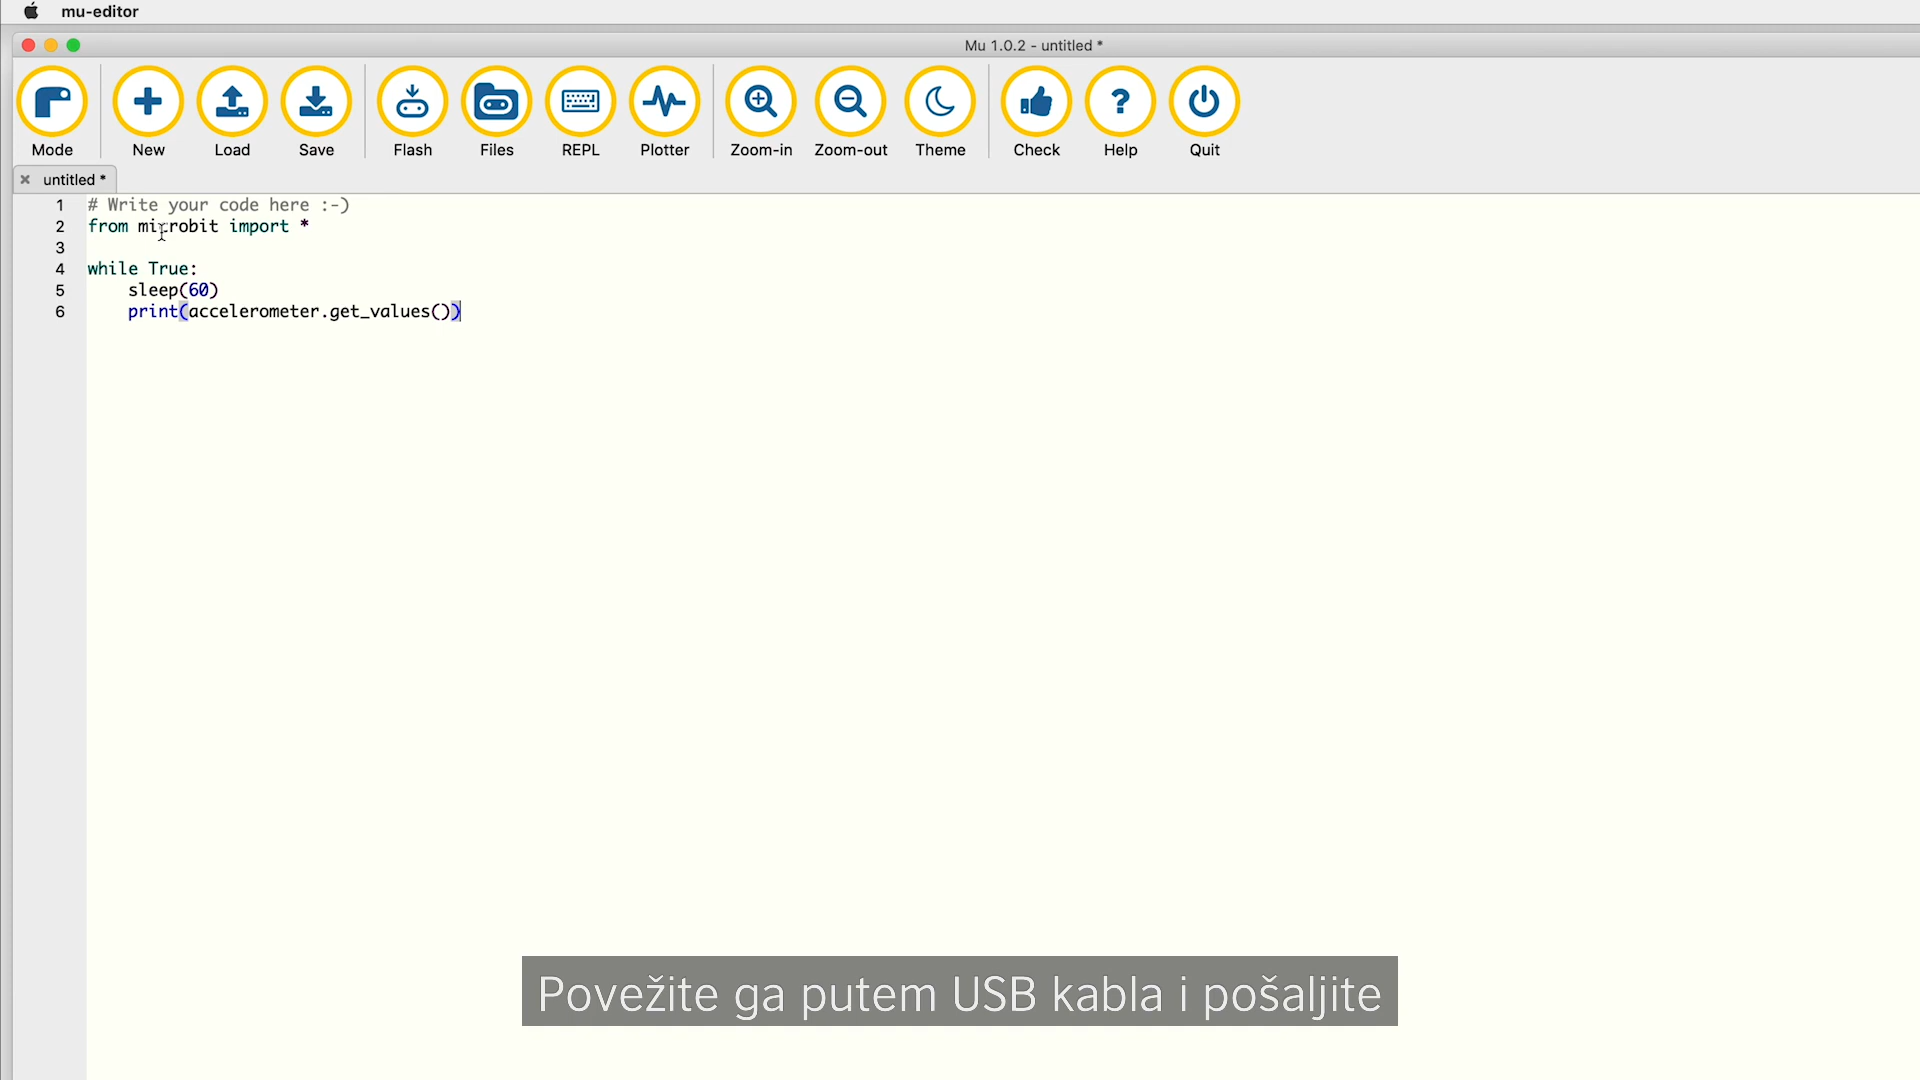 mu-editor
Mu 1.0.2 - untitled *
Mode New Load Save Flash Files REPL Plotter Zoom-in Zoom-out Theme Check Help Quit
untitled *
1 # Write your code here :-)
2 from microbit import *
3
4 while True:
5 sleep(60)
6 print(accelerometer.get_values())
Povežite ga putem USB kabla i pošaljite